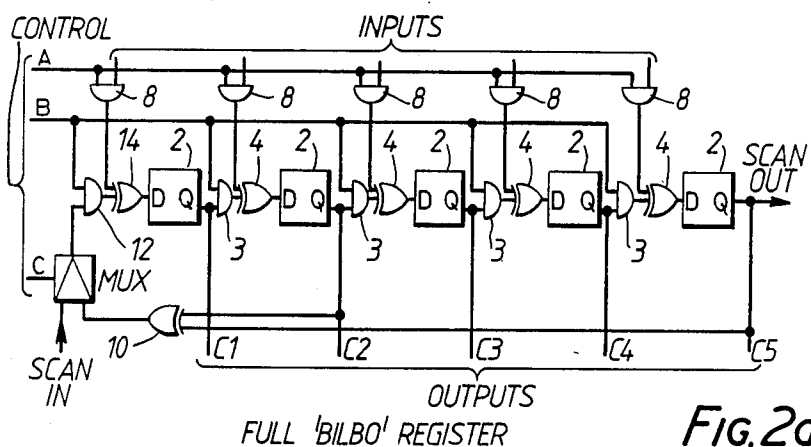 CONTROL
INPUTS
A
8 8 8 8 8
B
14 2 4 2 4 2 4 2 4 2
SCAN OUT
D Q D Q D Q D Q D Q
12 3 3 3 3
C
MUX
10
SCAN IN
C1 C2 C3 C4 C5
OUTPUTS
FULL 'BILBO' REGISTER
FIG. 2a